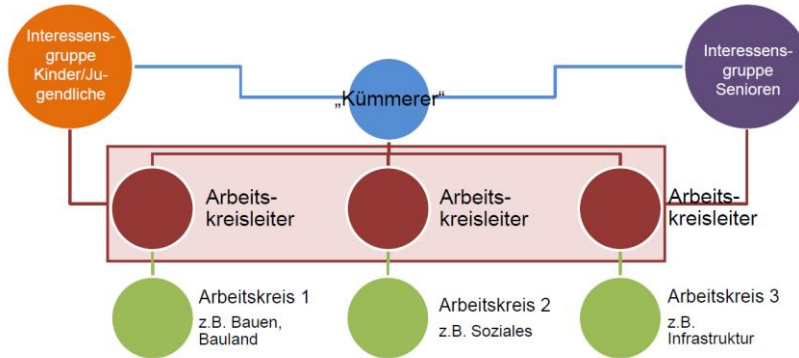 Interessens-
gruppe
Kinder/Ju-
gendliche
„Kümmerer“
Interessens-
gruppe
Senioren
Arbeits-
kreisleiter
Arbeits-
kreisleiter
Arbeits-
kreisleiter
Arbeitskreis 1
z.B. Bauen,
Bauland
Arbeitskreis 2
z.B. Soziales
Arbeitskreis 3
z.B.
Infrastruktur